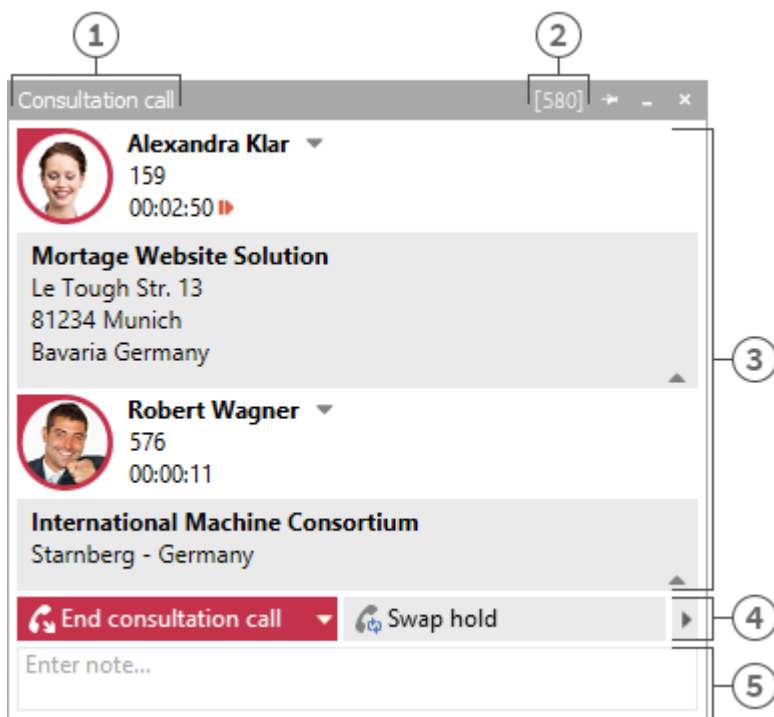 1
2
Consultation call [580]
Alexandra Klar
159
00:02:50
Mortage Website Solution
Le Tough Str. 13
81234 Munich
Bavaria Germany
3
Robert Wagner
576
00:00:11
International Machine Consortium
Starnberg - Germany
End consultation call
Swap hold
4
Enter note...
5